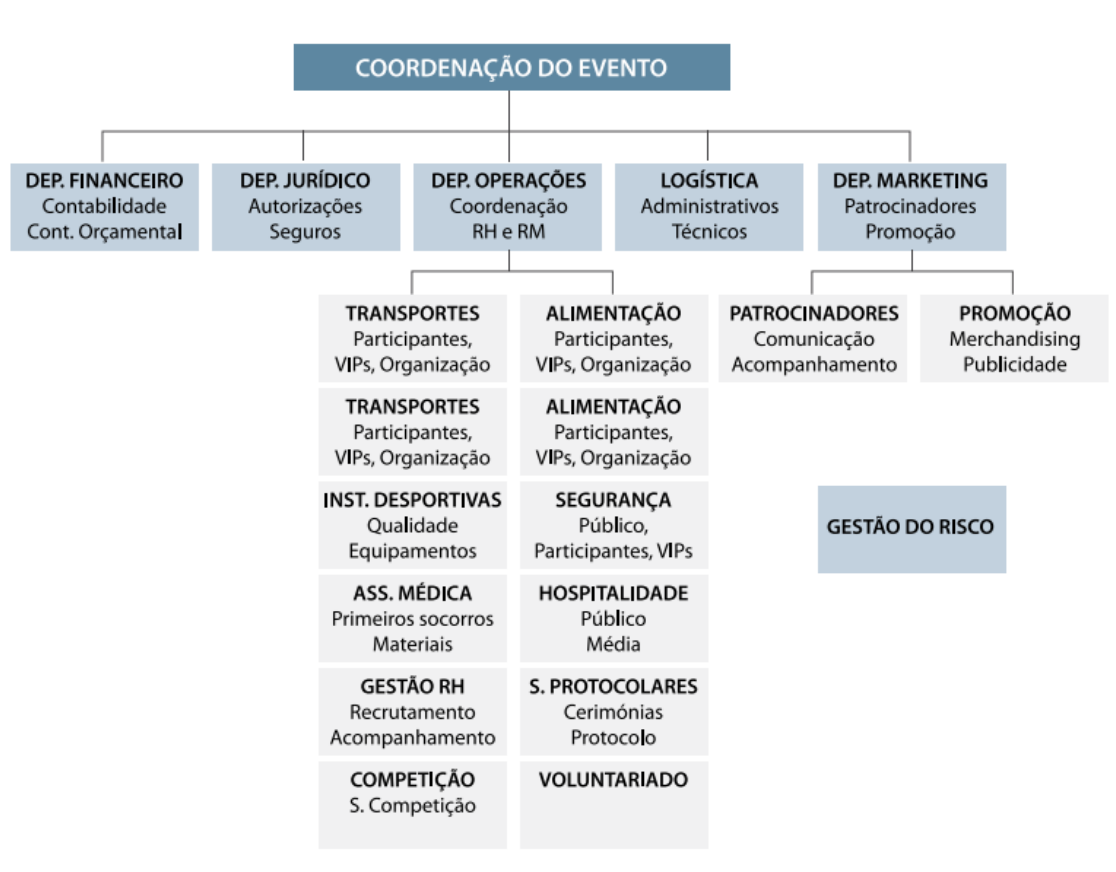 COORDENAÇÃO DO EVENTO
DEP. FINANCEIRO
Contabilidade
Cont. Orçamental
DEP. JURÍDICO
Autorizações
Seguros
DEP. OPERAÇÕES
Coordenação
RH e RM
LOGÍSTICA
Administrativos
Técnicos
DEP. MARKETING
Patrocinadores
Promoção
TRANSPORTES
Participantes,
VIPs, Organização
ALIMENTAÇÃO
Participantes,
VIPs, Organização
PATROCINADORES
Comunicação
Acompanhamento
PROMOÇÃO
Merchandising
Publicidade
TRANSPORTES
Participantes,
VIPs, Organização
ALIMENTAÇÃO
Participantes,
VIPs, Organização
INST. DESPORTIVAS
Qualidade
Equipamentos
SEGURANÇA
Público,
Participantes, VIPs
GESTÃO DO RISCO
ASS. MÉDICA
Primeiros socorros
Materiais
HOSPITALIDADE
Público
Média
GESTÃO RH
Recrutamento
Acompanhamento
S. PROTOCOLARES
Cerimónias
Protocolo
COMPETIÇÃO
S. Competição
VOLUNTARIADO